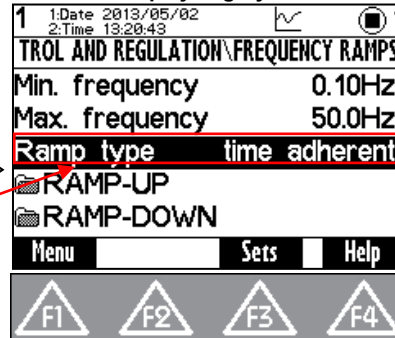 1 1:Date 2013/05/02
2:Time 13:20:43
TROL AND REGULATION\FREQUENCY RAMPS
Min. frequency 0.10Hz
Max. frequency 50.0Hz
Ramp type time adherent
RAMP-UP
RAMP-DOWN
Menu Sets Help
F1 F2 F3 F4